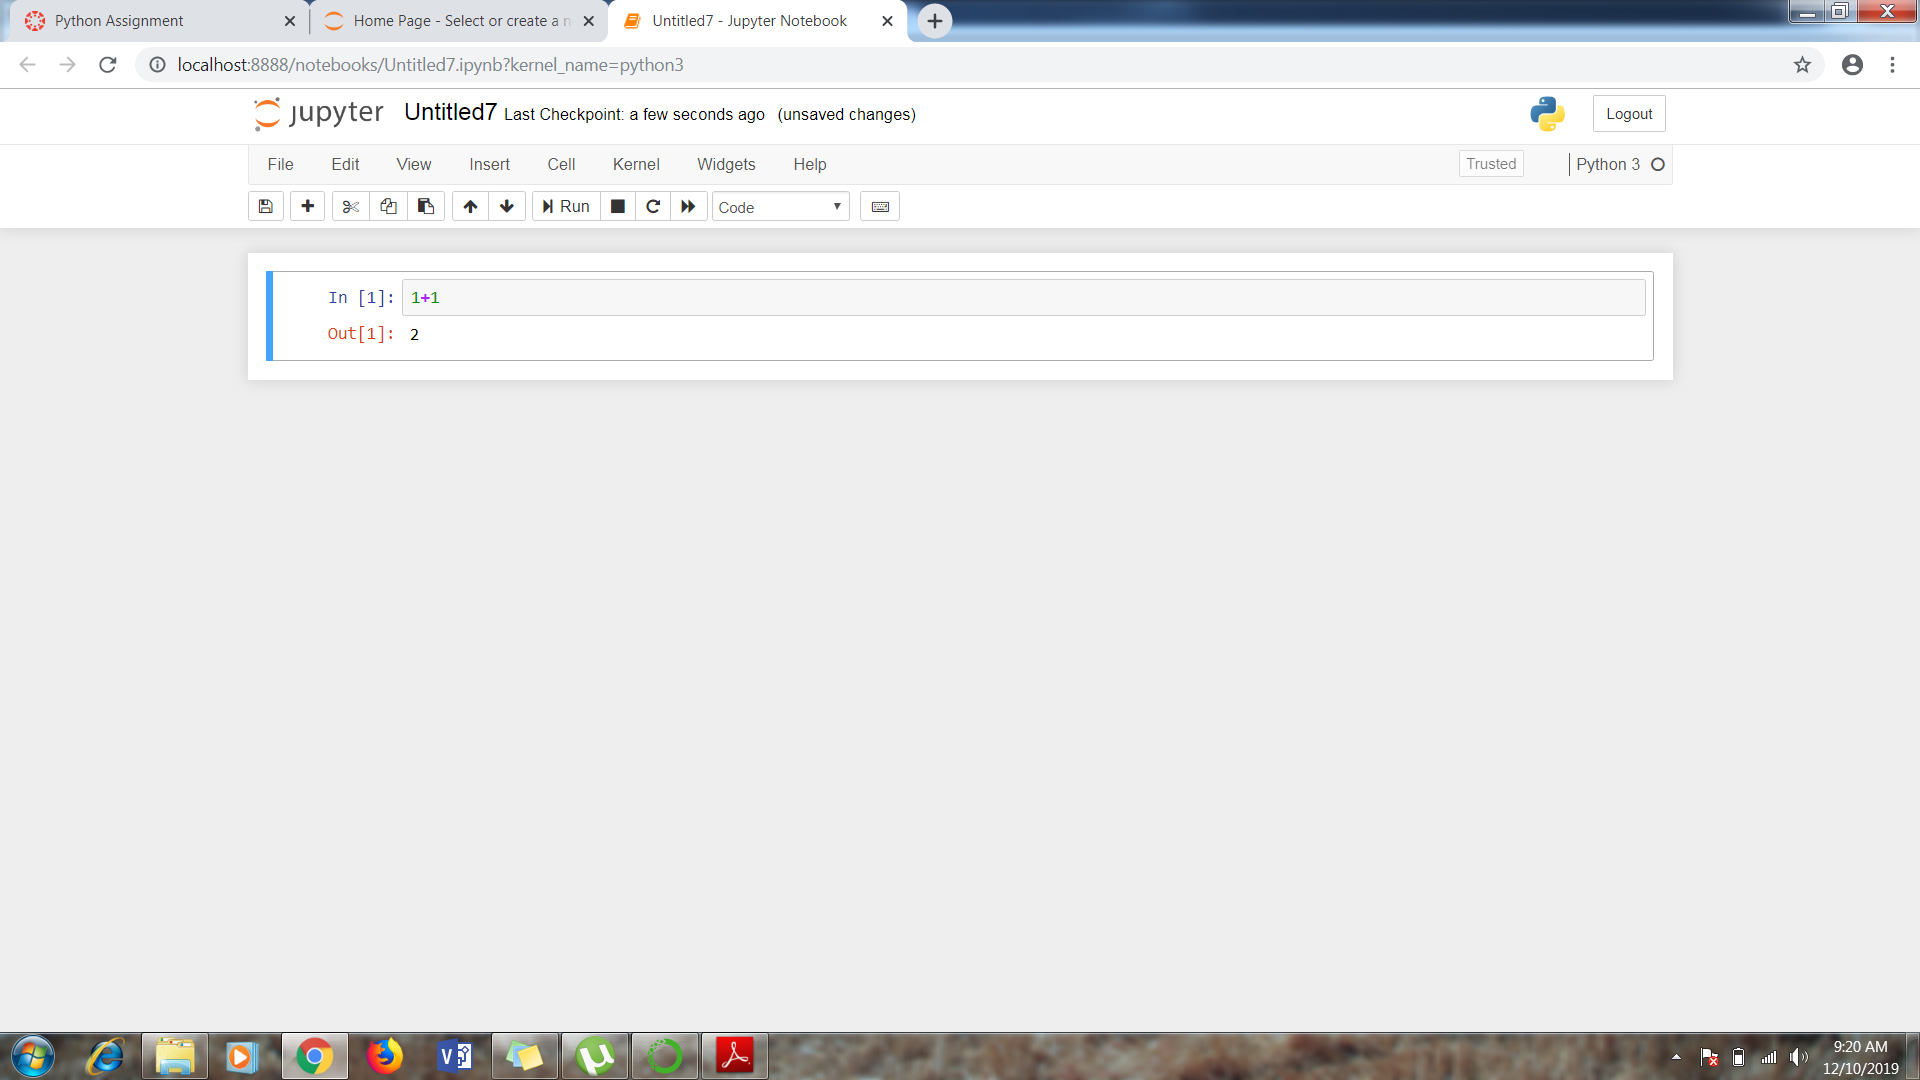 Python Assignment
Home Page - Select or create a n
Untitled7 - Jupyter Notebook
localhost:8888/notebooks/Untitled7.ipynb?kernel_name=python3
jupyter Untitled7 Last Checkpoint: a few seconds ago (unsaved changes)
Logout
File Edit View Insert Cell Kernel Widgets Help
Trusted
Python 3
Run
Code
In [1]: 1+1
Out[1]: 2
9:20 AM
12/10/2019